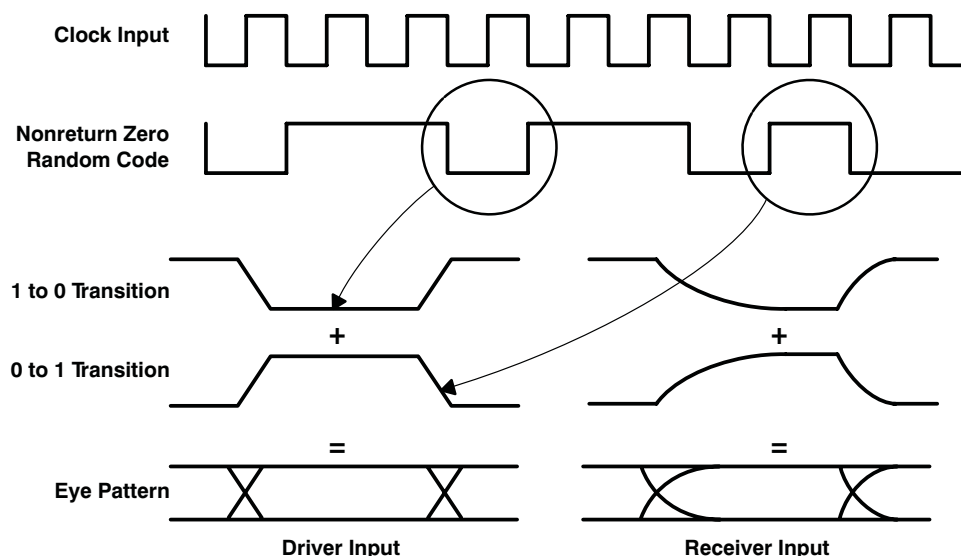 Clock Input
Nonreturn Zero
Random Code
1 to 0 Transition
+
+
0 to 1 Transition
=
=
Eye Pattern
Driver Input
Receiver Input